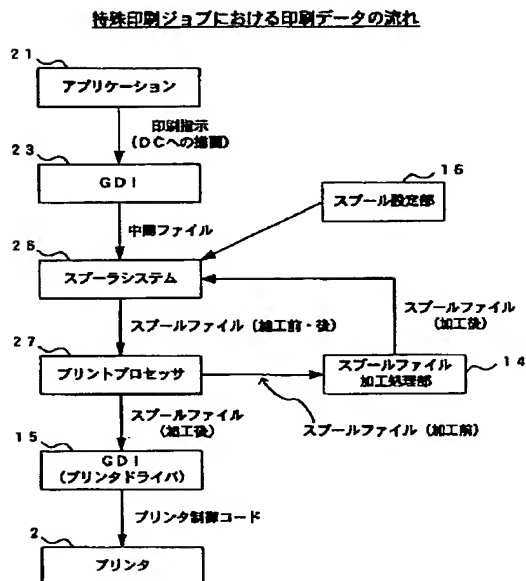 特殊印刷ジョブにおける印刷データの流れ
21
アプリケーション
印刷指示
(DCへの描画)
23
GDI
16
スプール設定部
中間ファイル
26
スプーラシステム
スプールファイル(加工前・後)
スプールファイル
(加工後)
27
プリントプロセッサ
14
スプールファイル
加工処理部
スプールファイル
(加工後)
スプールファイル(加工前)
15
GDI
(プリンタドライバ)
プリンタ制御コード
2
プリンタ